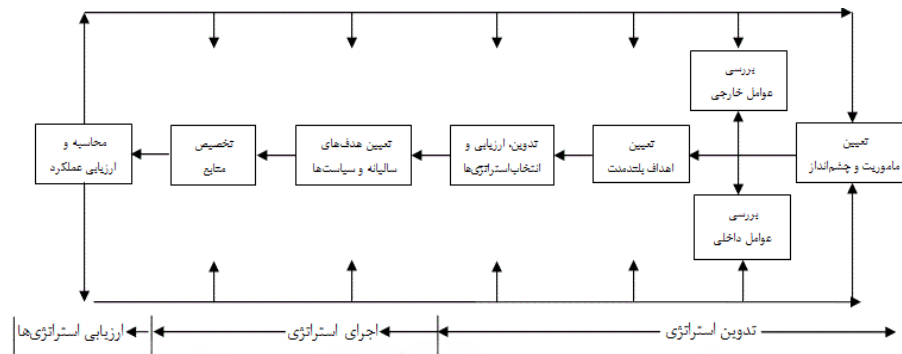 بررسی
عوامل خارجی
تعیین
ماموریت و چشم‌انداز
تعیین
اهداف بلندمدت
تدوین، ارزیابی و
انتخاب‌استراتژی‌ها
تعیین هدف‌های
سالیانه و سیاست‌ها
تخصیص
منابع
محاسبه و
ارزیابی عملکرد
بررسی
عوامل داخلی
تدوین استراتژی
اجرای استراتژی
ارزیابی استراتژی‌ها